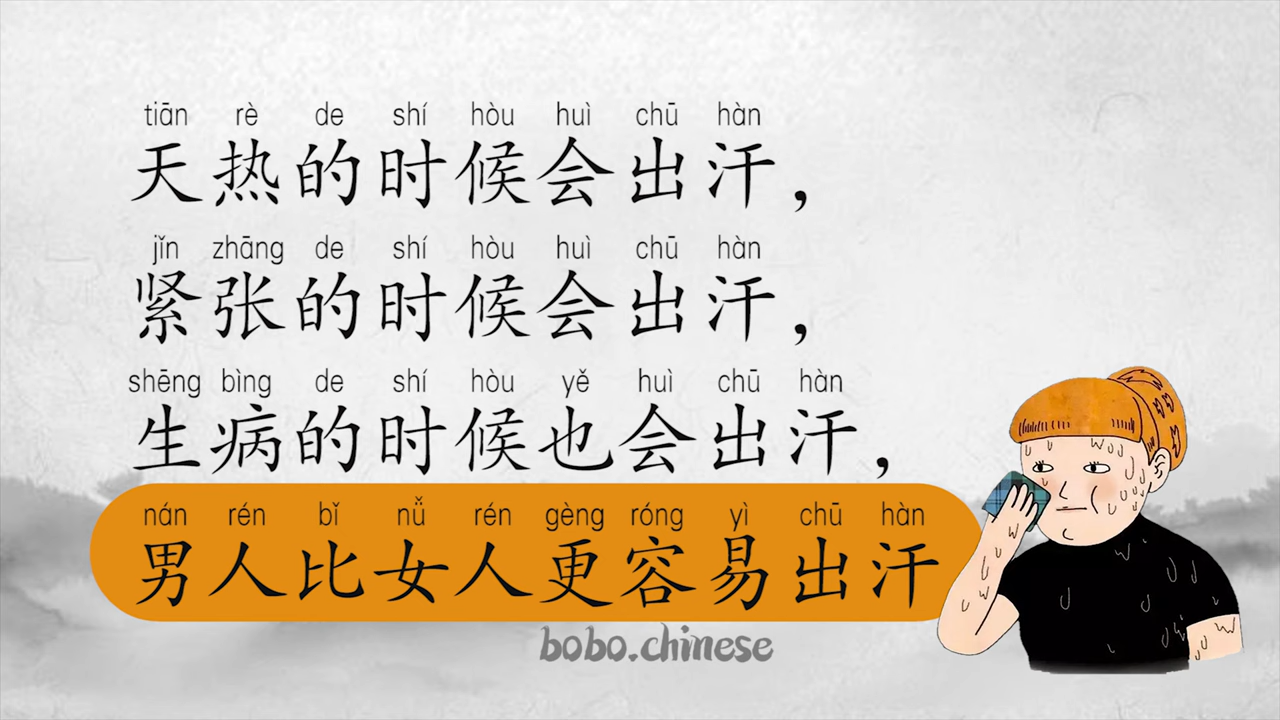 tiān rè de shí hòu huì chū hàn
天热的时候会出汗，
jǐn zhāng de shí hòu huì chū hàn
紧张的时候会出汗，
shēng bìng de shí hòu yě huì chū hàn
生病的时候也会出汗，
nán rén bǐ nǚ rén gèng róng yì chū hàn
男人比女人更容易出汗
bobo.chinese